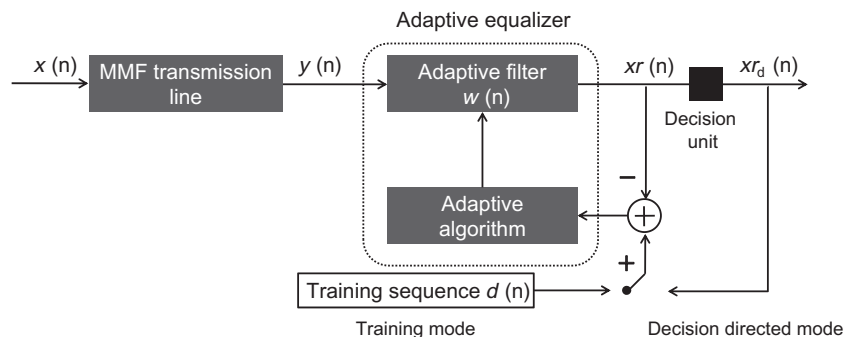 Adaptive equalizer
x (n)
MMF transmission
line
y (n)
Adaptive filter
w (n)
xr (n)
xr_d (n)
Decision
unit
−
Adaptive
algorithm
+
+
Training sequence d (n)
Training mode
Decision directed mode